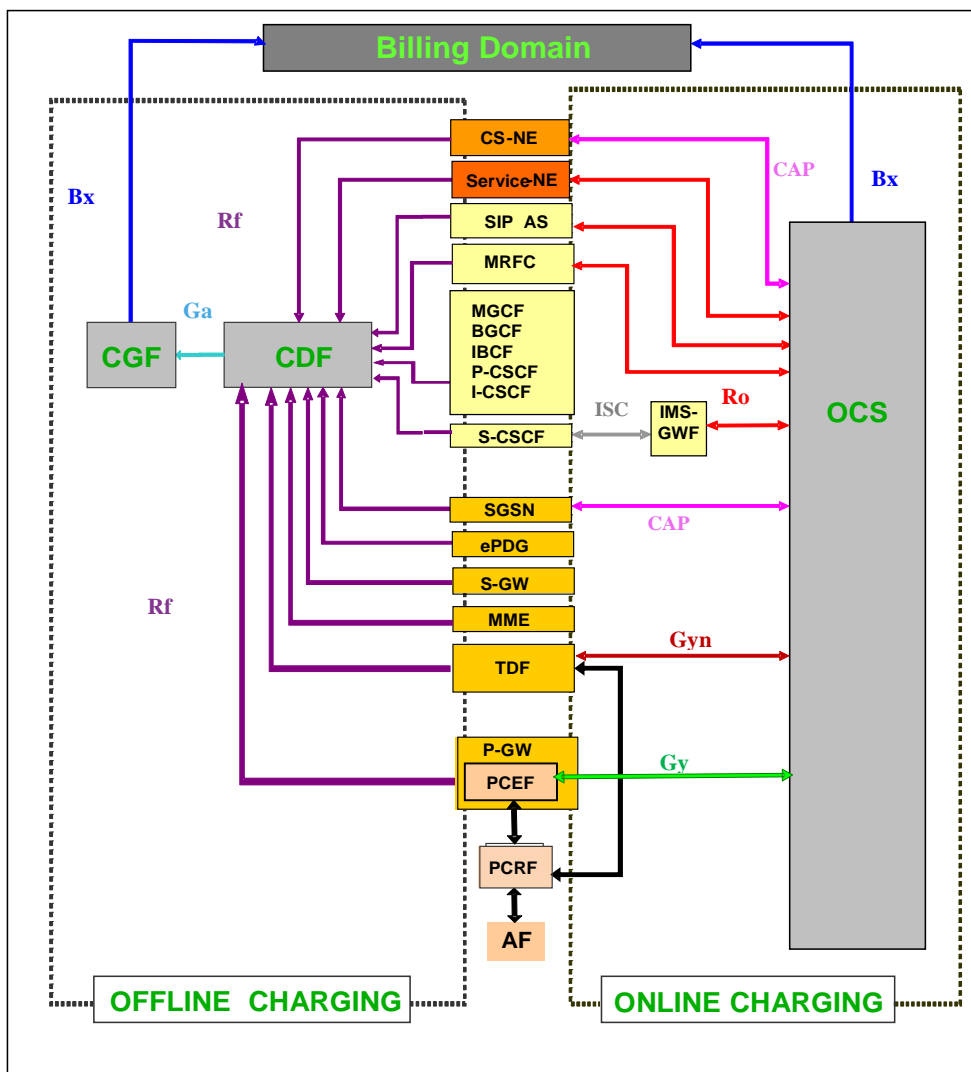 Billing Domain
CS-NE
CAP
Service-NE
Bx
Bx
Rf
SIP AS
MRFC
Ga
MGCF
BGCF
IBCF
P-CSCF
I-CSCF
CGF
CDF
ISC
IMS-
GWF
Ro
OCS
S-CSCF
SGSN
CAP
ePDG
S-GW
Rf
MME
Gyn
TDF
P-GW
PCEF
Gy
PCRF
AF
OFFLINE CHARGING
ONLINE CHARGING